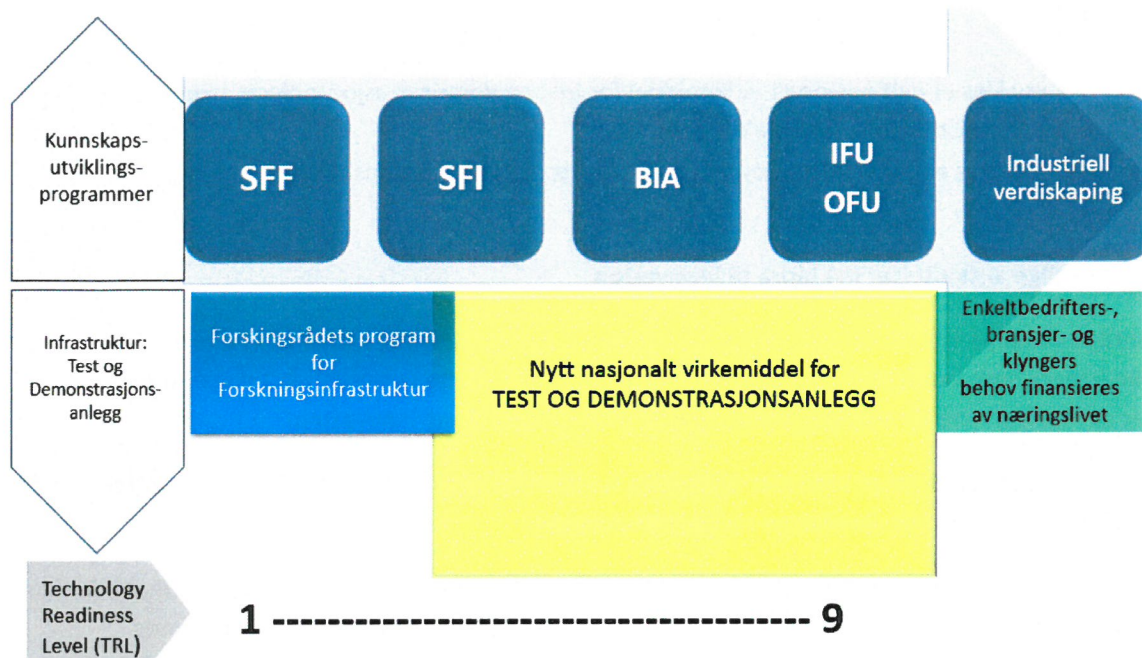 Kunnskaps-
utviklings-
programmer
SFF
SFI
BIA
IFU
OFU
Industriell
verdiskaping
Infrastruktur:
Test og
Demonstrasjons-
anlegg
Forskingsrådets program
for
Forskningsinfrastruktur
Nytt nasjonalt virkemiddel for
TEST OG DEMONSTRASJONSANLEGG
Enkeltbedrifters-,
bransjer- og
klyngers
behov finansieres
av næringslivet
Technology
Readiness
Level (TRL)
1 ---------------------------------------- 9